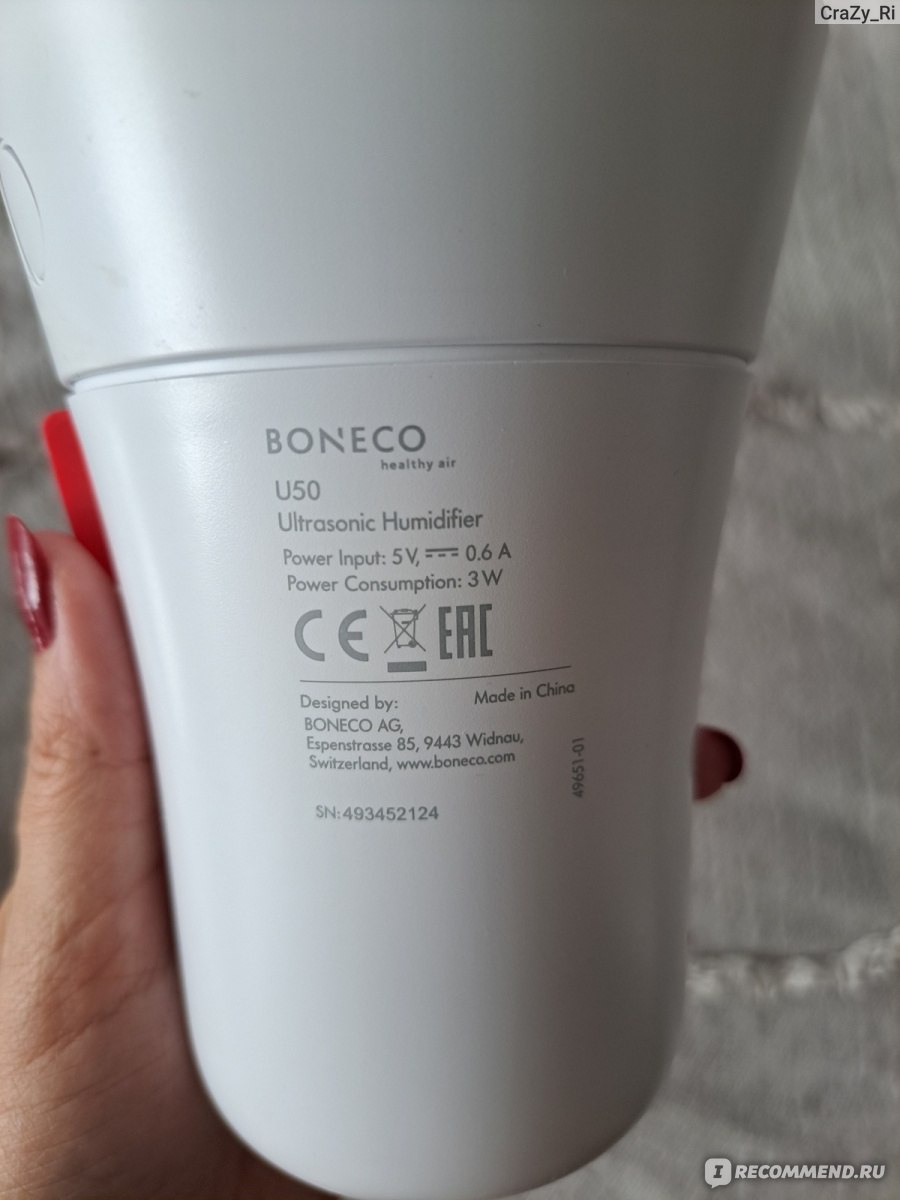 CraZy_Ri
BONECO
healthy air
U50
Ultrasonic Humidifier
Power Input: 5V, ⎓ 0.6 A
Power Consumption: 3W
CE EAC
Designed by:
Made in China
BONECO AG,
Espenstrasse 85, 9443 Widnau,
Switzerland, www.boneco.com
49651-01
SN:493452124
IRECOMMEND.RU